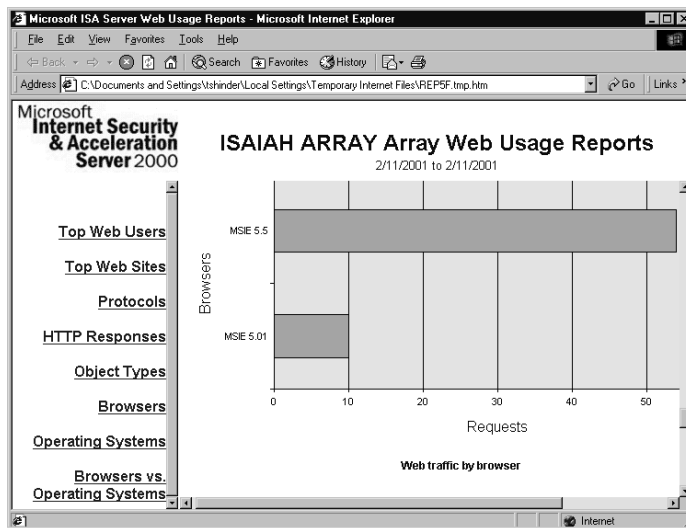 Microsoft ISA Server Web Usage Reports - Microsoft Internet Explorer
File Edit View Favorites Tools Help
Back Search Favorites History
Address C:\Documents and Settings\tshinder\Local Settings\Temporary Internet Files\REP5F.tmp.htm Go Links »
Microsoft
Internet Security
& Acceleration
Server 2000
ISAIAH ARRAY Array Web Usage Reports
2/11/2001 to 2/11/2001
Top Web Users
Top Web Sites
Protocols
HTTP Responses
Object Types
Browsers
Operating Systems
Browsers vs.
Operating Systems
Browsers
MSIE 5.5
MSIE 5.01
0 10 20 30 40 50
Requests
Web traffic by browser
Internet